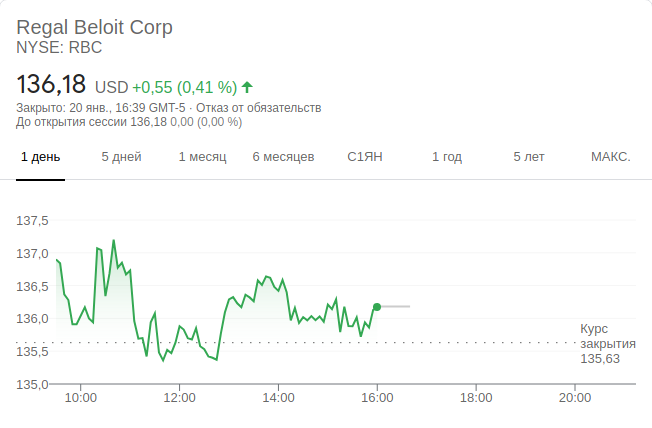 Regal Beloit Corp
NYSE: RBC
136,18 USD +0,55 (0,41 %)
Закрыто: 20 янв., 16:39 GMT-5 · Отказ от обязательств
До открытия сессии 136,18 0,00 (0,00 %)
1 день 5 дней 1 месяц 6 месяцев С1ЯН 1 год 5 лет МАКС.
137,5
137,0
136,5
136,0
Курс
закрытия
135,63
135,5
135,0
10:00 12:00 14:00 16:00 18:00 20:00